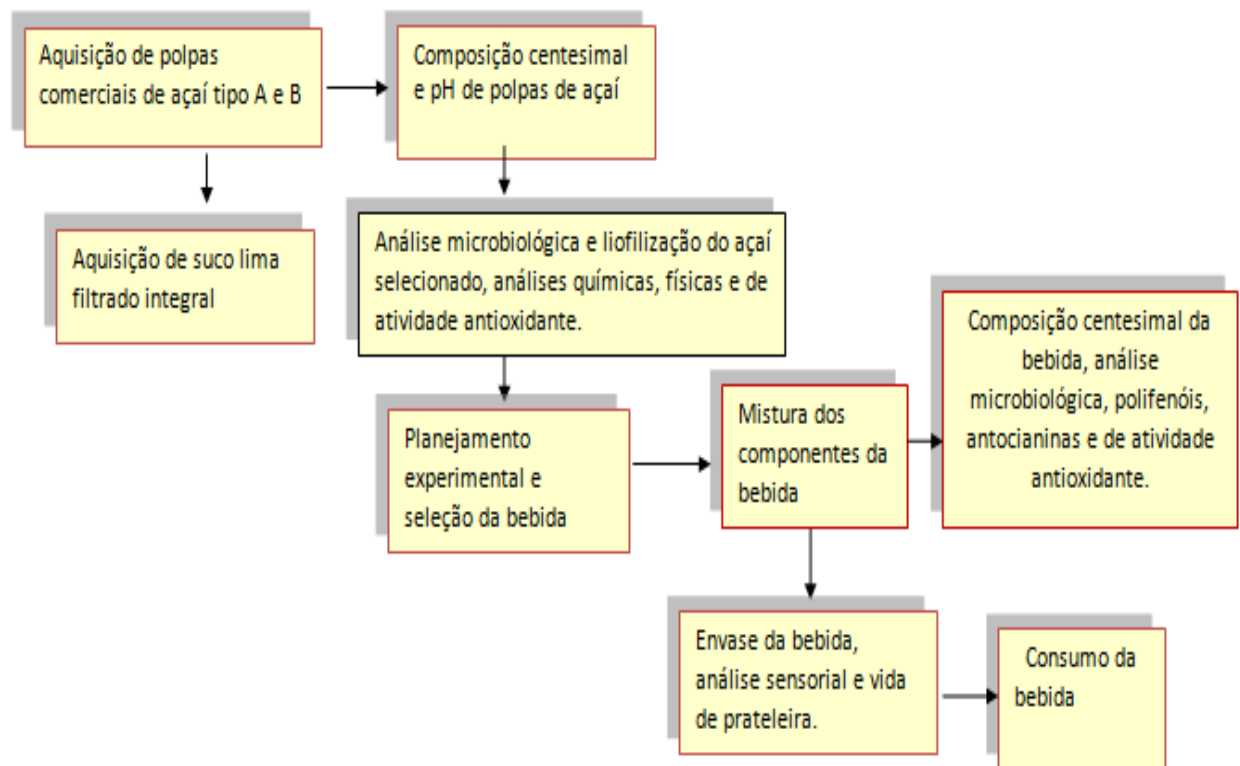 Aquisição de polpas
comerciais de açaí tipo A e B
Composição centesimal
e pH de polpas de açaí
Aquisição de suco lima
filtrado integral
Análise microbiológica e liofilização do açaí
selecionado, análises químicas, físicas e de
atividade antioxidante.
Planejamento
experimental e
seleção da bebida
Mistura dos
componentes da
bebida
Composição centesimal da
bebida, análise
microbiológica, polifenóis,
antocianinas e de atividade
antioxidante.
Envase da bebida,
análise sensorial e vida
de prateleira.
Consumo da
bebida